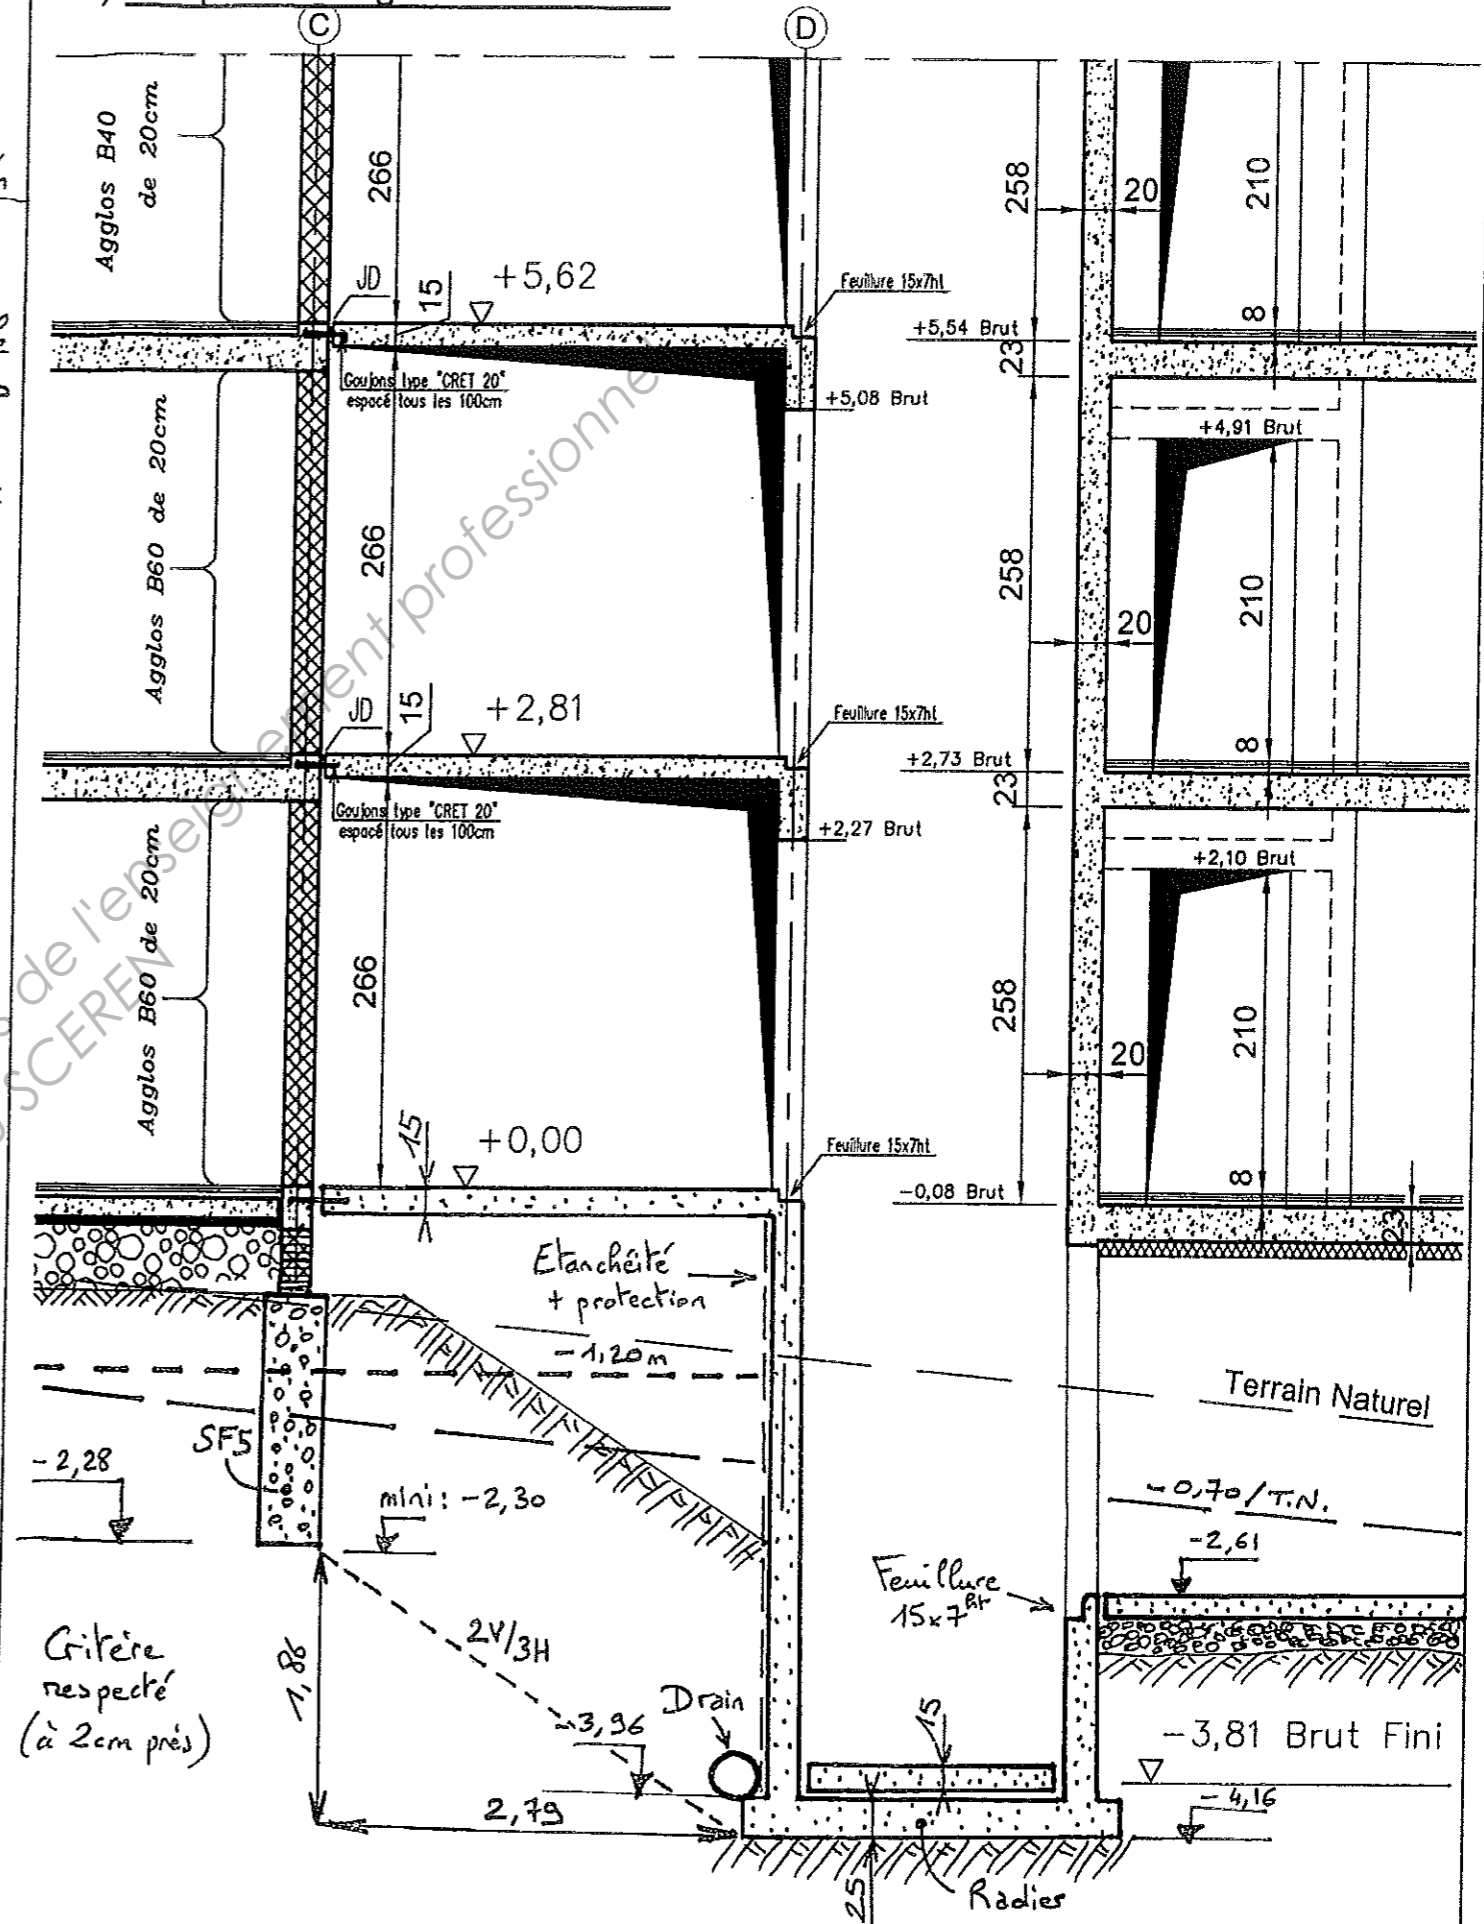 C
D
Agglos B40
de 20cm
266
258
20
210
JD
15
+5,62
Feuillure 15x7ht
+5,54 Brut
8
23
Goujons type "CRET 20"
espacé tous les 100cm
+5,08 Brut
+4,91 Brut
Agglos B60 de 20cm
266
258
20
210
JD
15
+2,81
Feuillure 15x7ht
+2,73 Brut
8
23
Goujons type "CRET 20"
espacé tous les 100cm
+2,27 Brut
+2,10 Brut
Agglos B60 de 20cm
266
258
20
210
15
+0,00
Feuillure 15x7ht
-0,08 Brut
8
23
de l'enseignement professionnel
SCEREN
Etanchéité
+ protection
-1,20m
Terrain Naturel
SF5
-2,28
mini: -2,30
-0,70/T.N.
-2,61
Feuillure
15x7ht
Critère
respecté
(à 2cm près)
1,86
2V/3H
Drain
-3,96
15
-3,81 Brut Fini
2,79
-4,16
25
Radier